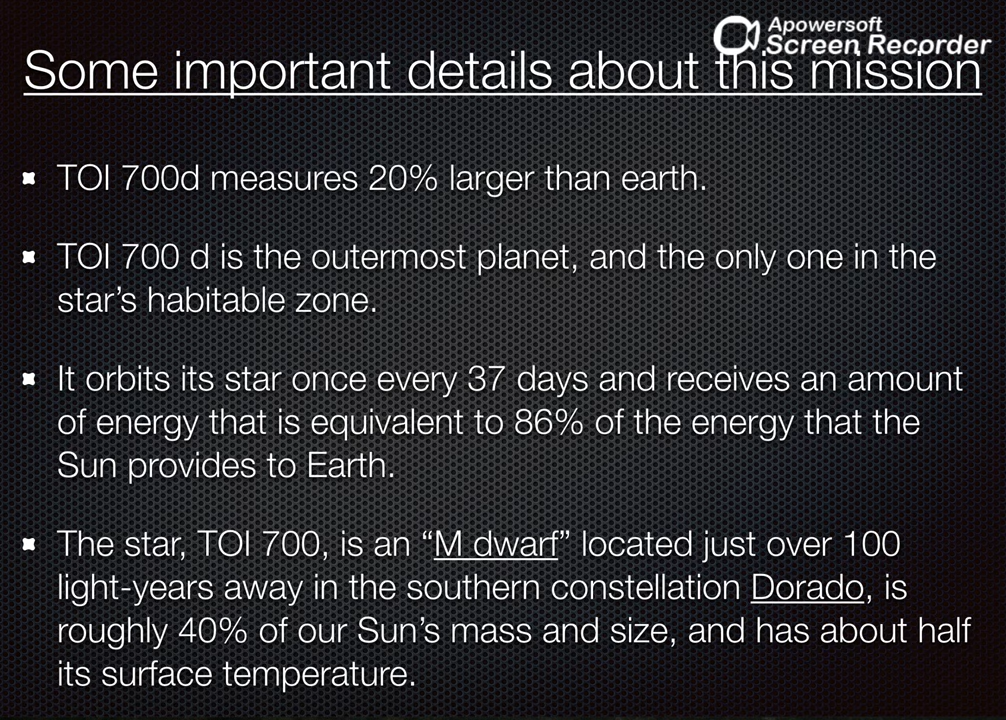 Apowersoft
Screen Recorder
Some important details about this mission
TOI 700d measures 20% larger than earth.
TOI 700 d is the outermost planet, and the only one in the
star’s habitable zone.
It orbits its star once every 37 days and receives an amount
of energy that is equivalent to 86% of the energy that the
Sun provides to Earth.
The star, TOI 700, is an “M dwarf” located just over 100
light-years away in the southern constellation Dorado, is
roughly 40% of our Sun’s mass and size, and has about half
its surface temperature.